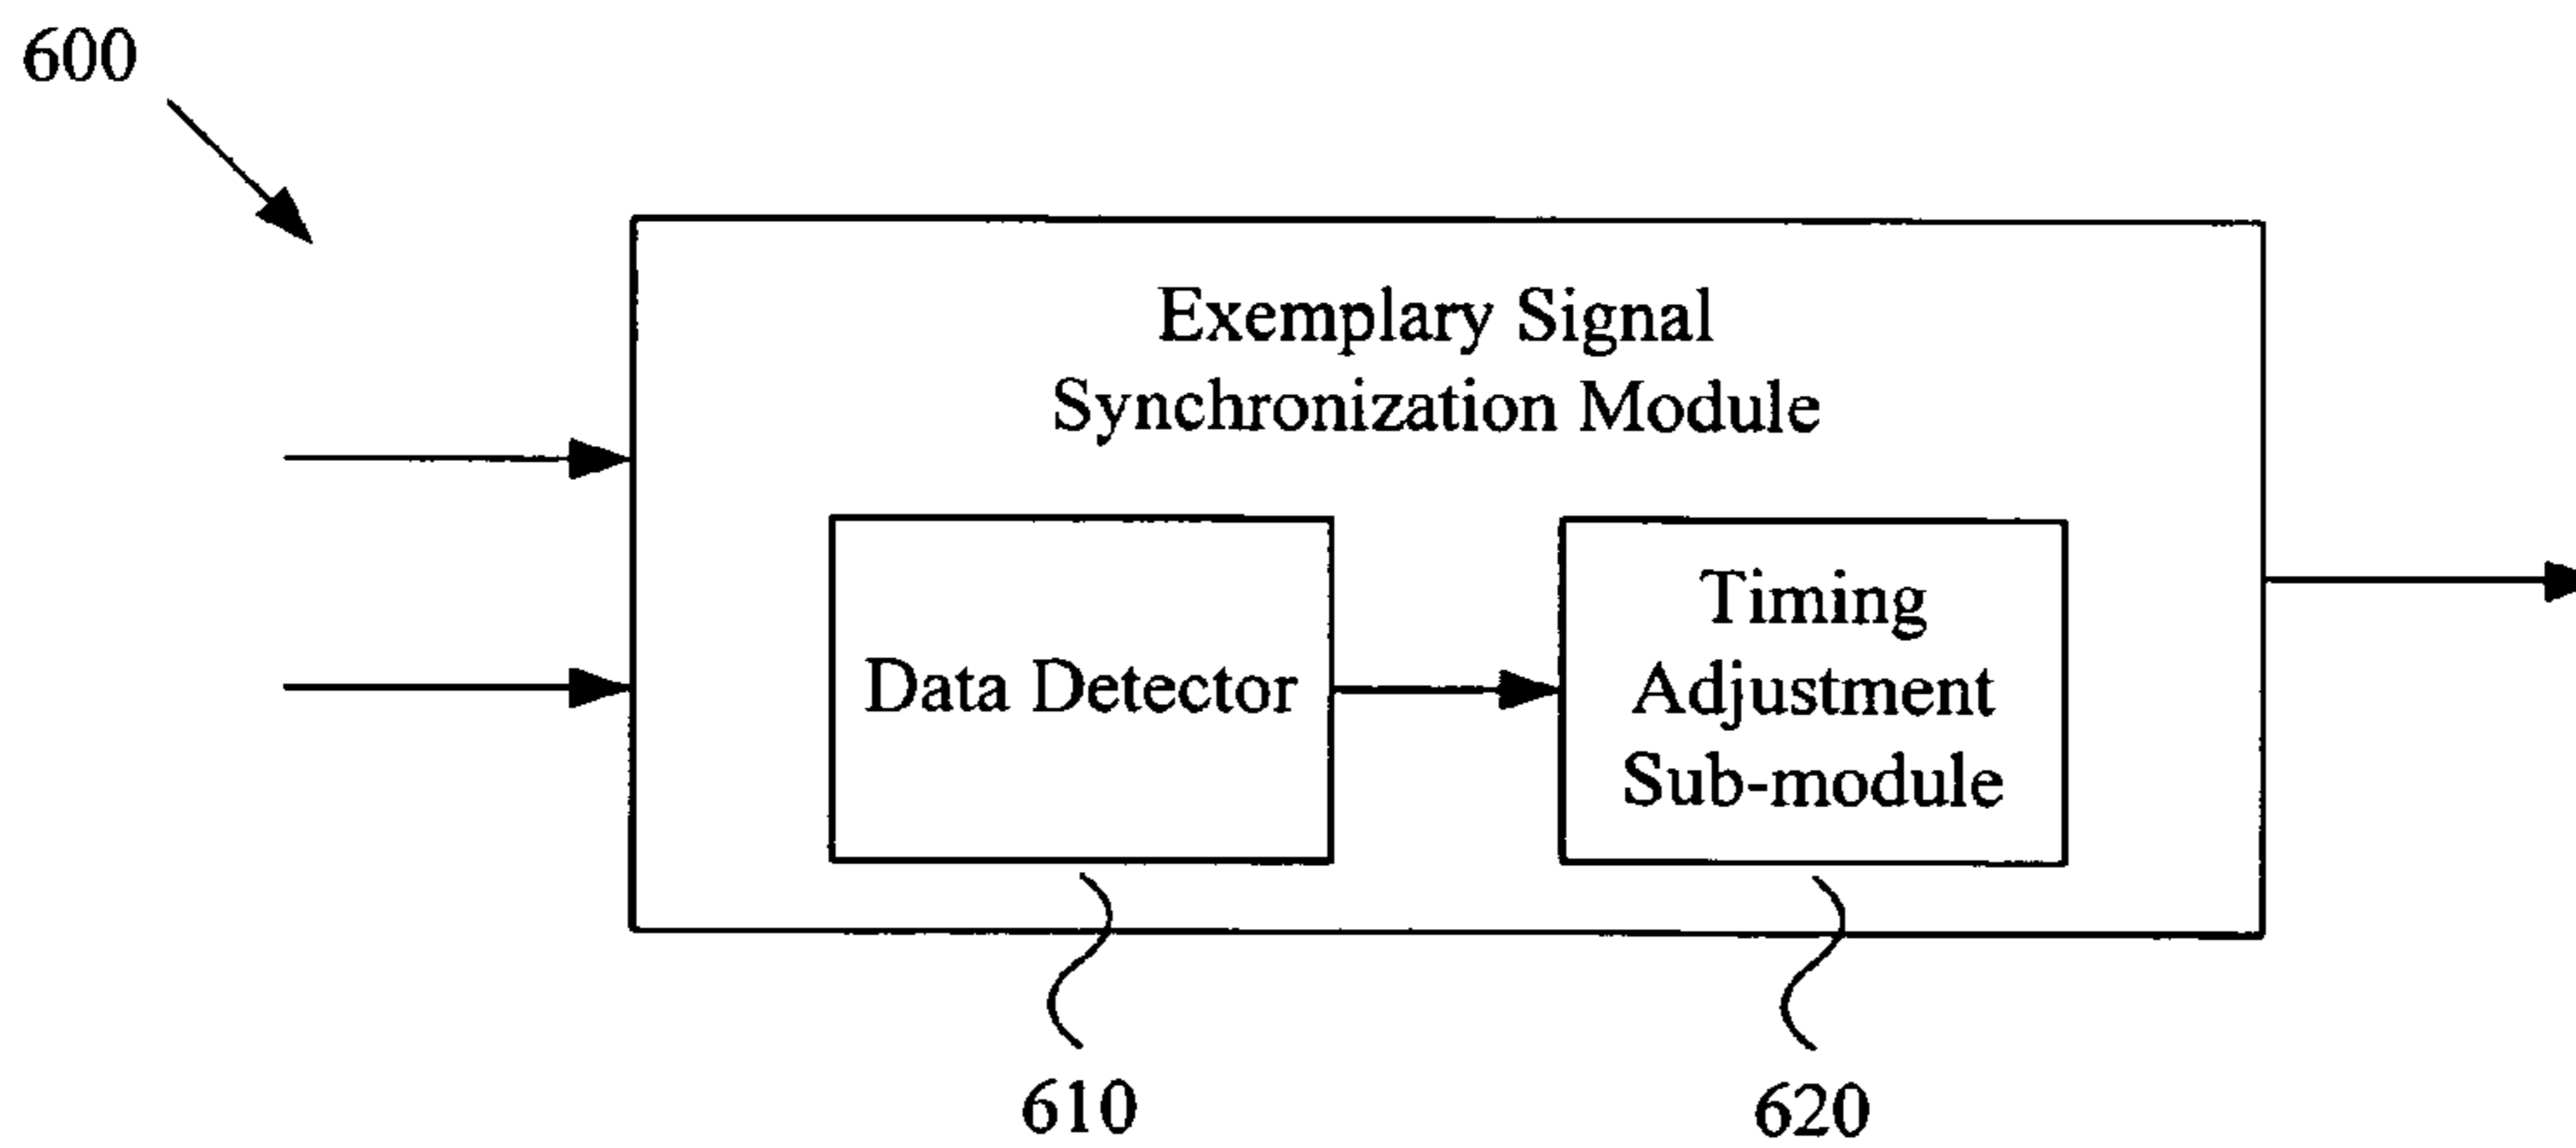 600
Exemplary Signal
Synchronization Module
Data Detector
Timing
Adjustment
Sub-module
610
620